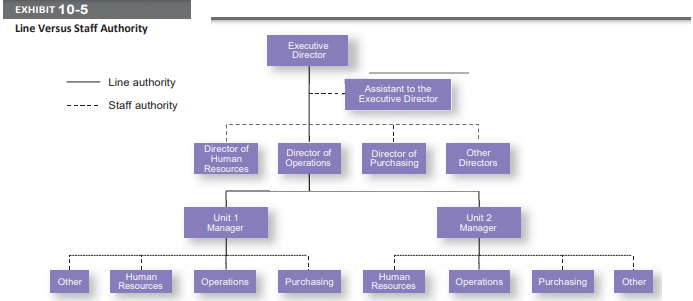 EXHIBIT 10-5
Line Versus Staff Authority
Executive
Director
Line authority
Staff authority
Assistant to the
Executive Director
Director of
Human
Resources
Director of
Operations
Director of
Purchasing
Other
Directors
Unit 1
Manager
Unit 2
Manager
Other
Human
Resources
Operations
Purchasing
Human
Resources
Operations
Purchasing
Other